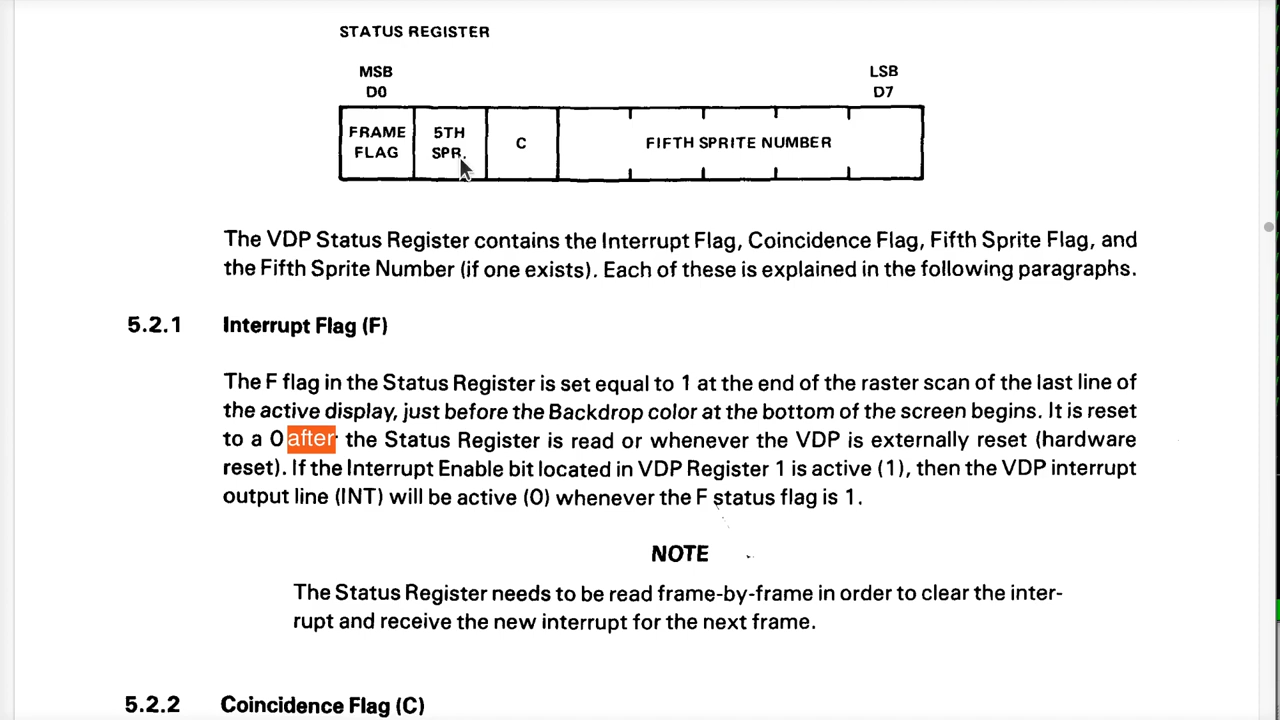 STATUS REGISTER
MSB LSB
D0 D7
FRAME FLAG
5TH SPR.
C
FIFTH SPRITE NUMBER
The VDP Status Register contains the Interrupt Flag, Coincidence Flag, Fifth Sprite Flag, and
the Fifth Sprite Number (if one exists). Each of these is explained in the following paragraphs.
5.2.1 Interrupt Flag (F)
The F flag in the Status Register is set equal to 1 at the end of the raster scan of the last line of
the active display, just before the Backdrop color at the bottom of the screen begins. It is reset
to a 0 after the Status Register is read or whenever the VDP is externally reset (hardware
reset). If the Interrupt Enable bit located in VDP Register 1 is active (1), then the VDP interrupt
output line (INT) will be active (0) whenever the F status flag is 1.
NOTE
The Status Register needs to be read frame-by-frame in order to clear the inter-
rupt and receive the new interrupt for the next frame.
5.2.2 Coincidence Flag (C)